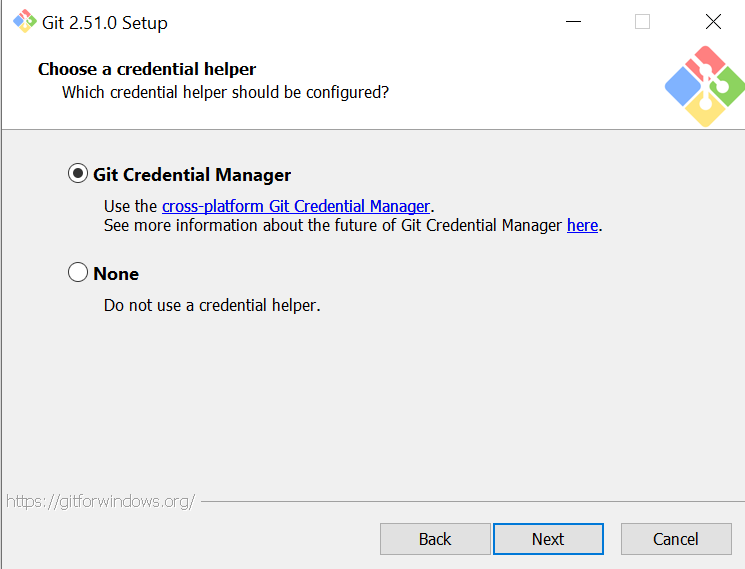 Git 2.51.0 Setup
Choose a credential helper
Which credential helper should be configured?
Git Credential Manager
Use the cross-platform Git Credential Manager.
See more information about the future of Git Credential Manager here.
None
Do not use a credential helper.
https://gitforwindows.org/
Back Next Cancel